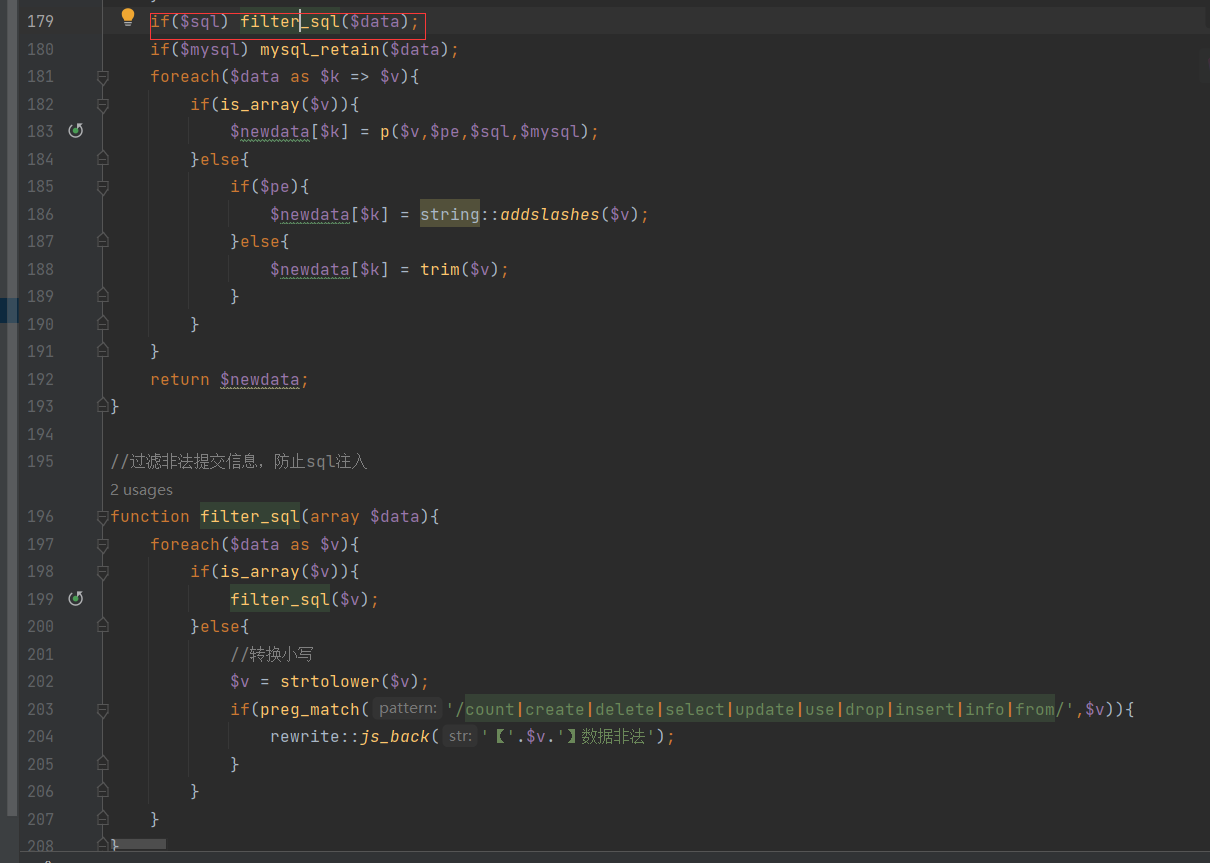 179 if($sql) filter_sql($data);
180 if($mysql) mysql_retain($data);
181 foreach($data as $k => $v){
182 if(is_array($v)){
183 $newdata[$k] = p($v,$pe,$sql,$mysql);
184 }else{
185 if($pe){
186 $newdata[$k] = string::addslashes($v);
187 }else{
188 $newdata[$k] = trim($v);
189 }
190 }
191 }
192 return $newdata;
193 }
194
195 //过滤非法提交信息，防止sql注入
2 usages
196 function filter_sql(array $data){
197 foreach($data as $v){
198 if(is_array($v)){
199 filter_sql($v);
200 }else{
201 //转换小写
202 $v = strtolower($v);
203 if(preg_match( pattern: '/count|create|delete|select|update|use|drop|insert|info|from/',$v)){
204 rewrite::js_back( str: '【'.$v.'】数据非法');
205 }
206 }
207 }
208 }